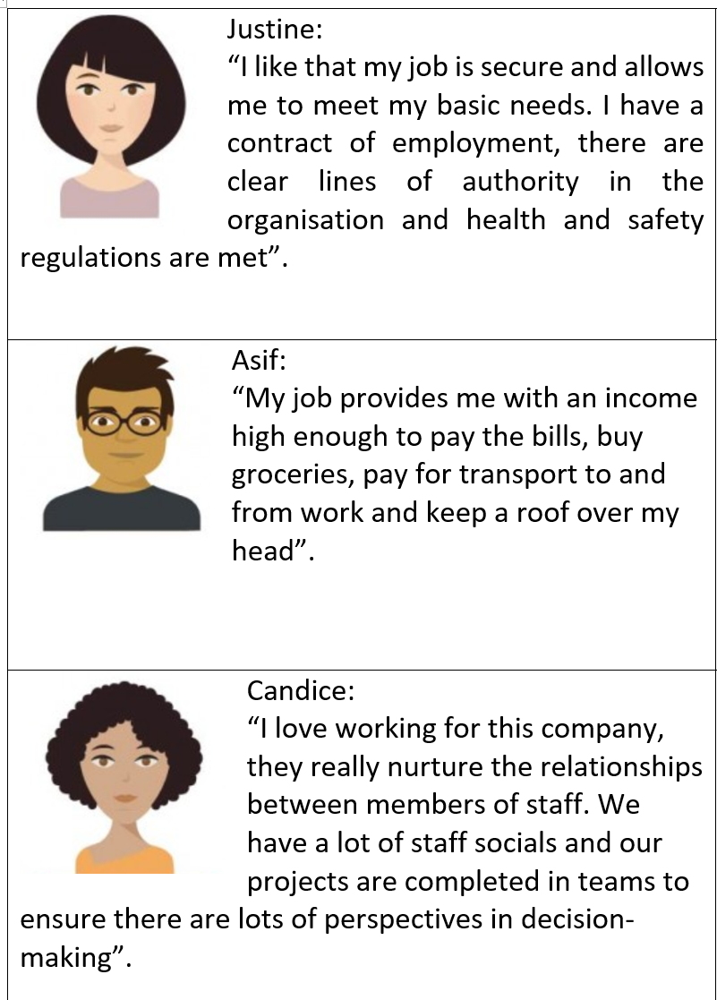 Justine:
“I like that my job is secure and allows
me to meet my basic needs. I have a
contract of employment, there are
clear lines of authority in the
organisation and health and safety
regulations are met”.
Asif:
“My job provides me with an income
high enough to pay the bills, buy
groceries, pay for transport to and
from work and keep a roof over my
head”.
Candice:
“I love working for this company,
they really nurture the relationships
between members of staff. We
have a lot of staff socials and our
projects are completed in teams to
ensure there are lots of perspectives in decision-
making”.